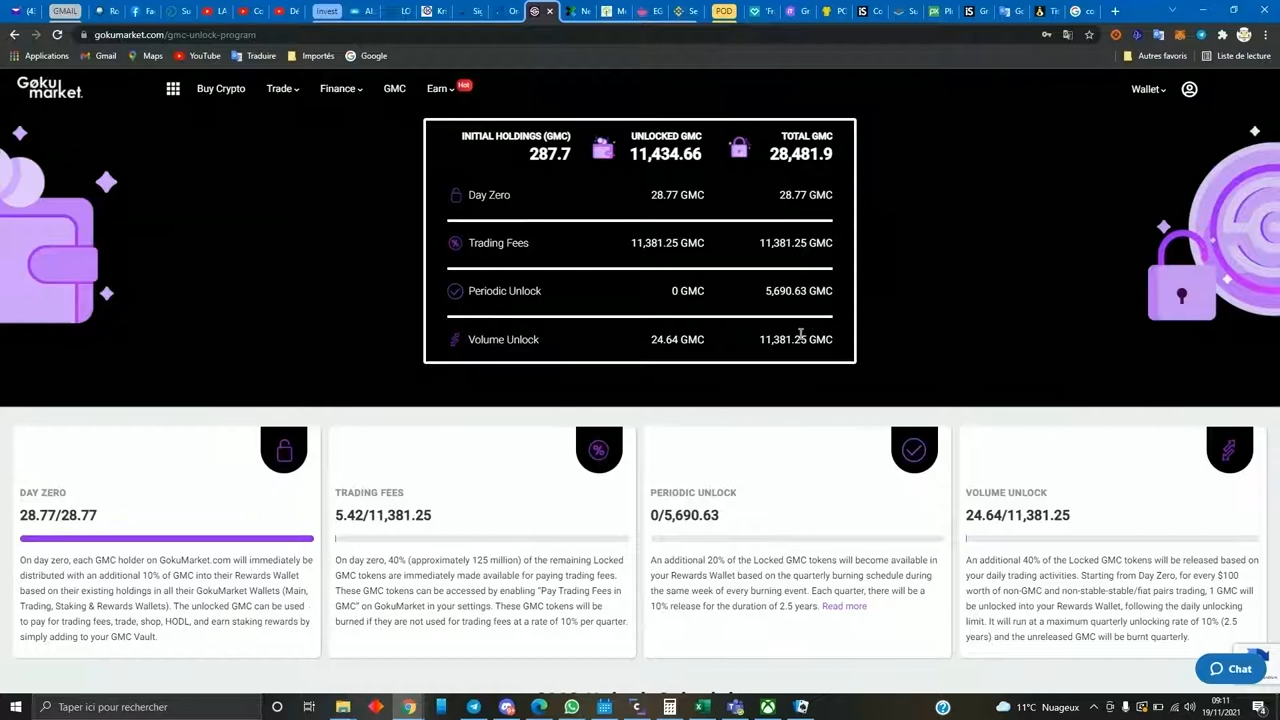 GMAIL
Invest
POD
gokumarket.com/gmc-unlock-program
Applications Gmail Maps YouTube Traduire Importés Google Autres favoris Liste de lecture
Gøku market.
Buy Crypto Trade Finance GMC Earn Hot Wallet
INITIAL HOLDINGS (GMC) UNLOCKED GMC TOTAL GMC
287.7 11,434.66 28,481.9
Day Zero 28.77 GMC 28.77 GMC
Trading Fees 11,381.25 GMC 11,381.25 GMC
Periodic Unlock 0 GMC 5,690.63 GMC
Volume Unlock 24.64 GMC 11,381.25 GMC
DAY ZERO
28.77/28.77
On day zero, each GMC holder on GokuMarket.com will immediately be
distributed with an additional 10% of GMC into their Rewards Wallet
based on their existing holdings in all their GokuMarket Wallets (Main,
Trading, Staking & Rewards Wallets). The unlocked GMC can be used
to pay for trading fees, trade, shop, HODL, and earn staking rewards by
simply adding to your GMC Vault.
TRADING FEES
5.42/11,381.25
On day zero, 40% (approximately 125 million) of the remaining Locked
GMC tokens are immediately made available for paying trading fees.
These GMC tokens can be accessed by enabling “Pay Trading Fees in
GMC” on GokuMarket in your settings. These GMC tokens will be
burned if they are not used for trading fees at a rate of 10% per quarter.
PERIODIC UNLOCK
0/5,690.63
An additional 20% of the Locked GMC tokens will become available in
your Rewards Wallet based on the quarterly burning schedule during
the same week of every burning event. Each quarter, there will be a
10% release for the duration of 2.5 years. Read more
VOLUME UNLOCK
24.64/11,381.25
An additional 40% of the Locked GMC tokens will be released based on
your daily trading activities. Starting from Day Zero, for every $100
worth of non-GMC and non-stable-stable/fiat pairs trading, 1 GMC
will be unlocked into your Rewards Wallet, following the daily unlocking
limit. It will run at a maximum quarterly unlocking rate of 10% (2.5
years) and the unreleased GMC will be burnt quarterly.
Chat
Taper ici pour rechercher
11°C Nuageux
09:11
19/11/2021